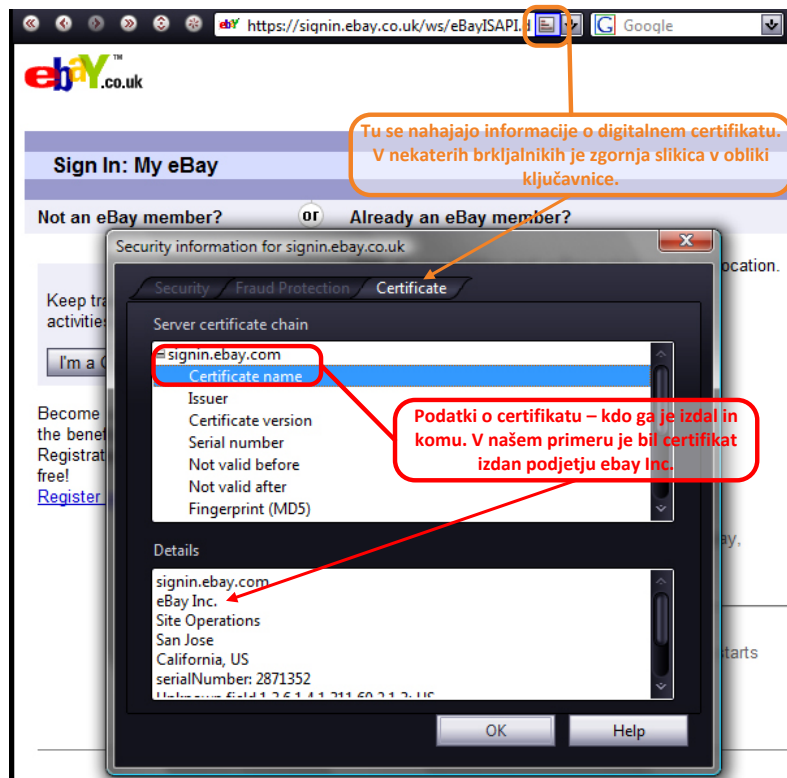 https://signin.ebay.co.uk/ws/eBayISAPI.d
Google
ebY.co.uk™
Tu se nahajajo informacije o digitalnem certifikatu.
V nekaterih brkljalnikih je zgornja slikica v obliki
ključavnice.
Sign In: My eBay
Not an eBay member?
or
Already an eBay member?
Security information for signin.ebay.co.uk
ocation.
Security
Fraud Protection
Certificate
Keep tra
activitie
Server certificate chain
I'm a
signin.ebay.com
Certificate name
Issuer
Certificate version
Serial number
Not valid before
Not valid after
Fingerprint (MD5)
Podatki o certifikatu – kdo ga je izdal in
komu. V našem primeru je bil certifikat
izdan podjetju ebay Inc.
Become
the benef
Registrat
free!
Register
Details
ay,
signin.ebay.com
eBay Inc.
Site Operations
San Jose
California, US
serialNumber: 2871352
starts
OK
Help